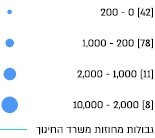 200 - 0 [42]
1,000 - 200 [78]
2,000 - 1,000 [11]
10,000 - 2,000 [8]
גבולות מחוזות משרד החינוך